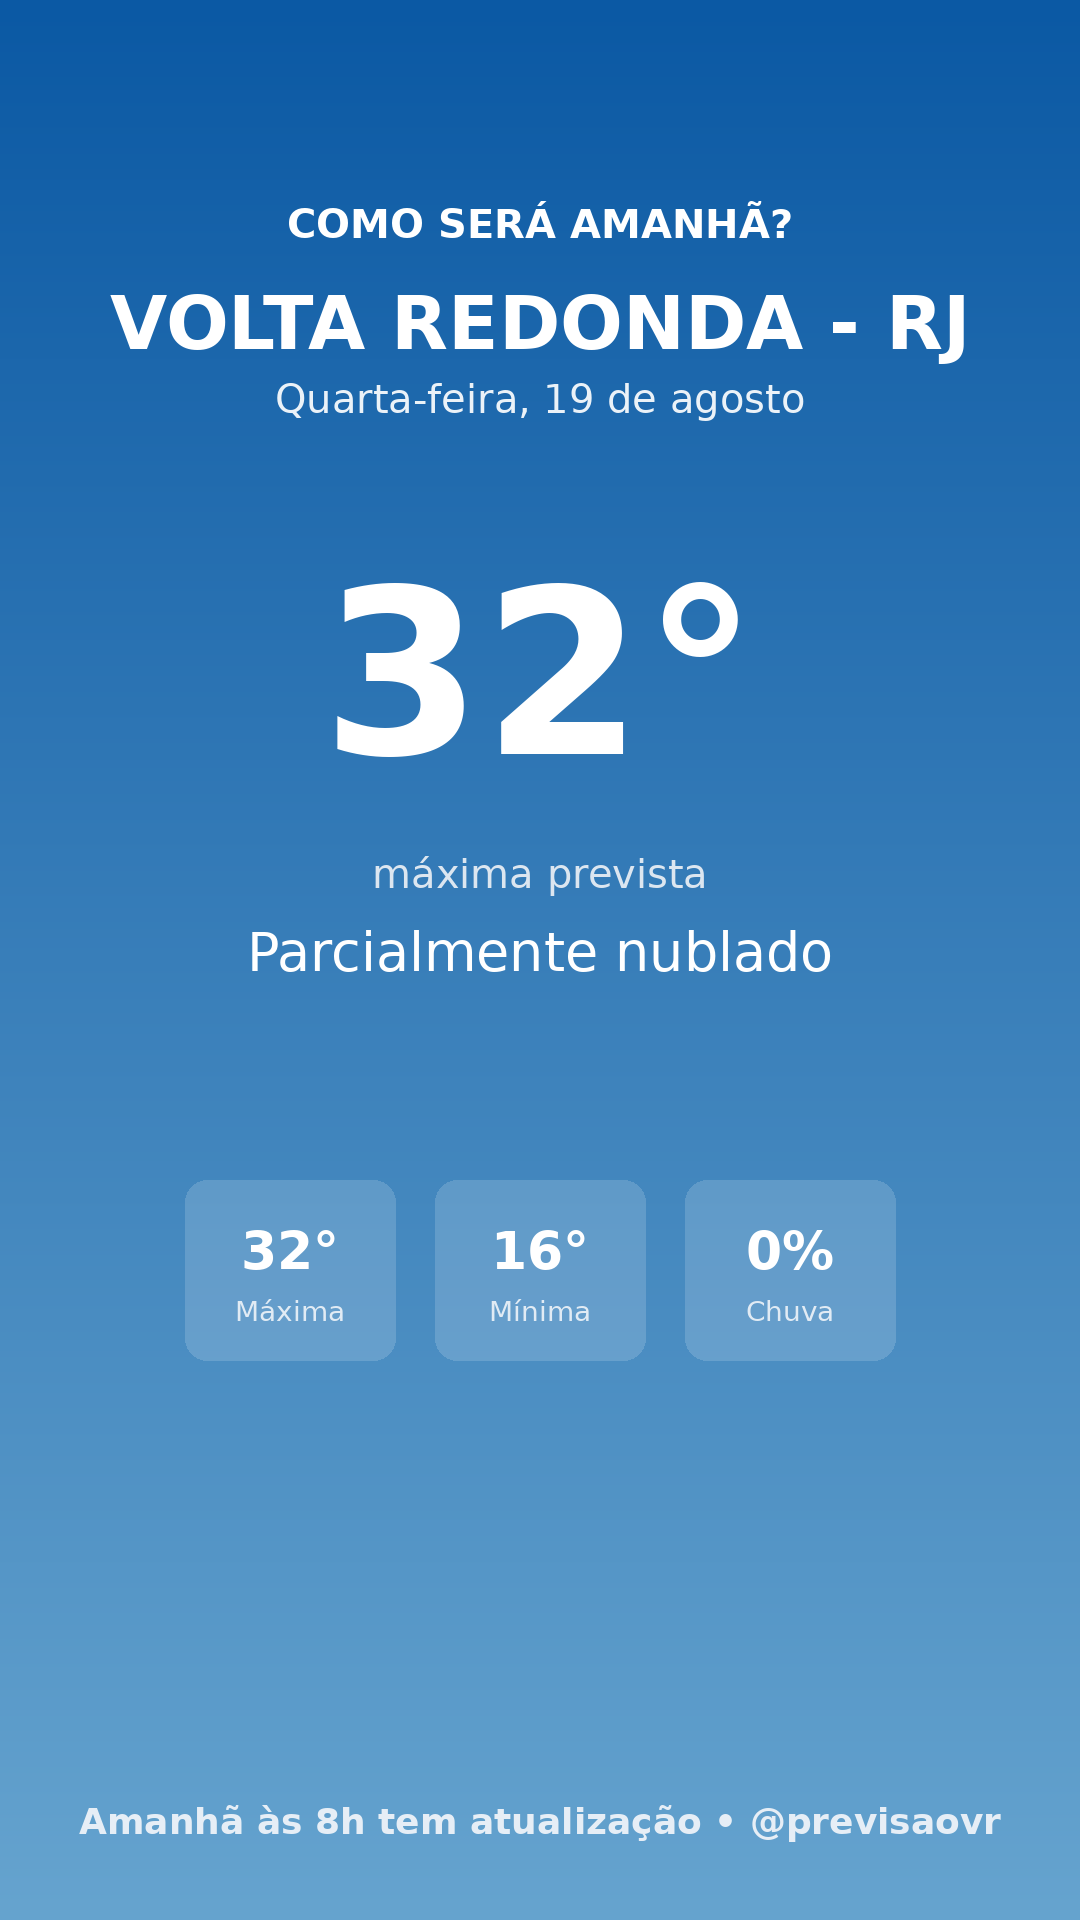 COMO SERÁ AMANHÃ?
VOLTA REDONDA - RJ
Quarta-feira, 19 de agosto
32°
máxima prevista
Parcialmente nublado
32°
Máxima
16°
Mínima
0%
Chuva
Amanhã às 8h tem atualização • @previsaovr